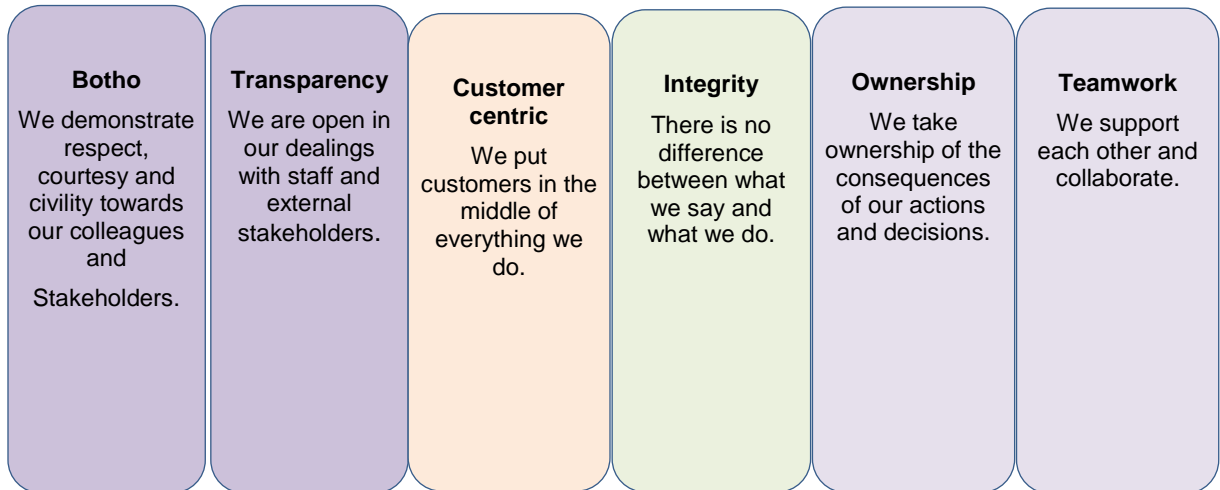 Botho
We demonstrate
respect,
courtesy and
civility towards
our colleagues
and
Stakeholders.
Transparency
We are open in
our dealings
with staff and
external
stakeholders.
Customer
centric
We put
customers in the
middle of
everything we
do.
Integrity
There is no
difference
between what
we say and
what we do.
Ownership
We take
ownership of the
consequences
of our actions
and decisions.
Teamwork
We support
each other and
collaborate.